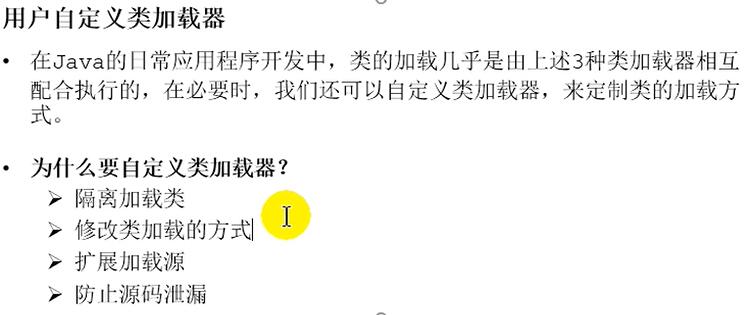 用户自定义类加载器
• 在Java的日常应用程序开发中，类的加载几乎是由上述3种类加载器相互
配合执行的，在必要时，我们还可以自定义类加载器，来定制类的加载方
式。
• 为什么要自定义类加载器？
➢ 隔离加载类
➢ 修改类加载的方式
➢ 扩展加载源
➢ 防止源码泄漏